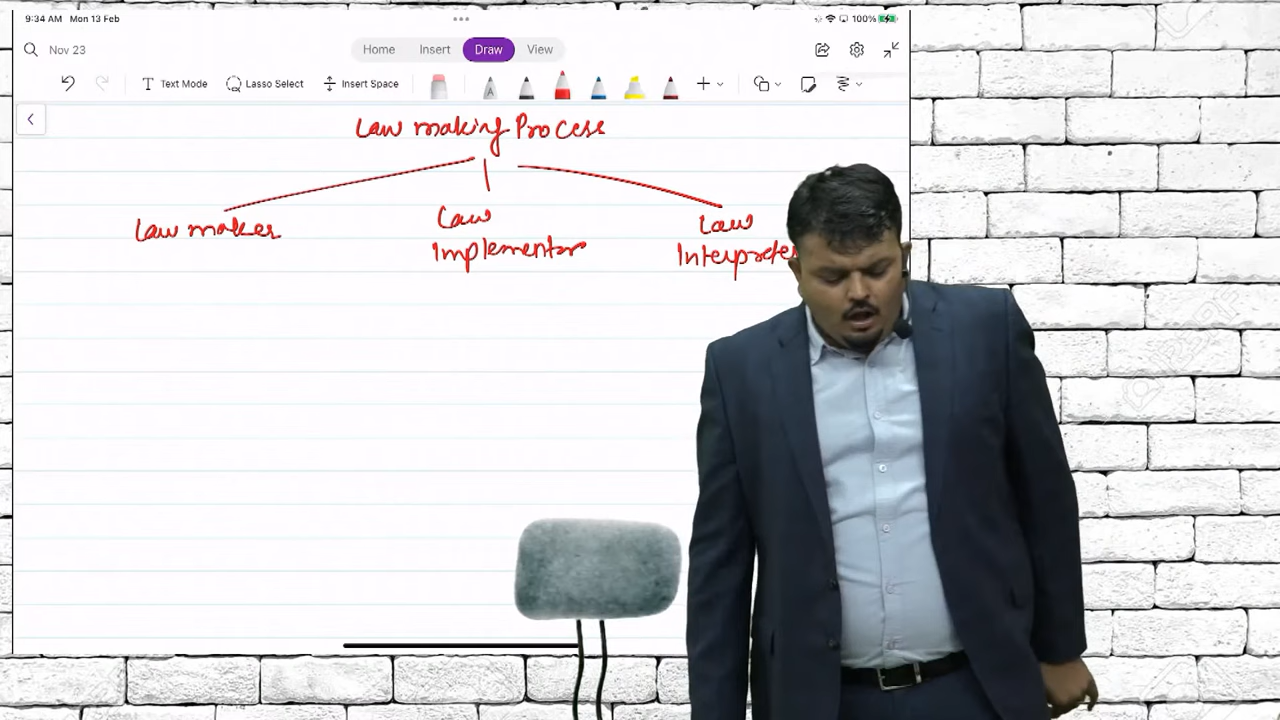 9:34 AM Mon 13 Feb
100%
Nov 23
Home Insert Draw View
Text Mode Lasso Select Insert Space
Law making Process
Law maker
Law
Implementor
Law
Interpreter